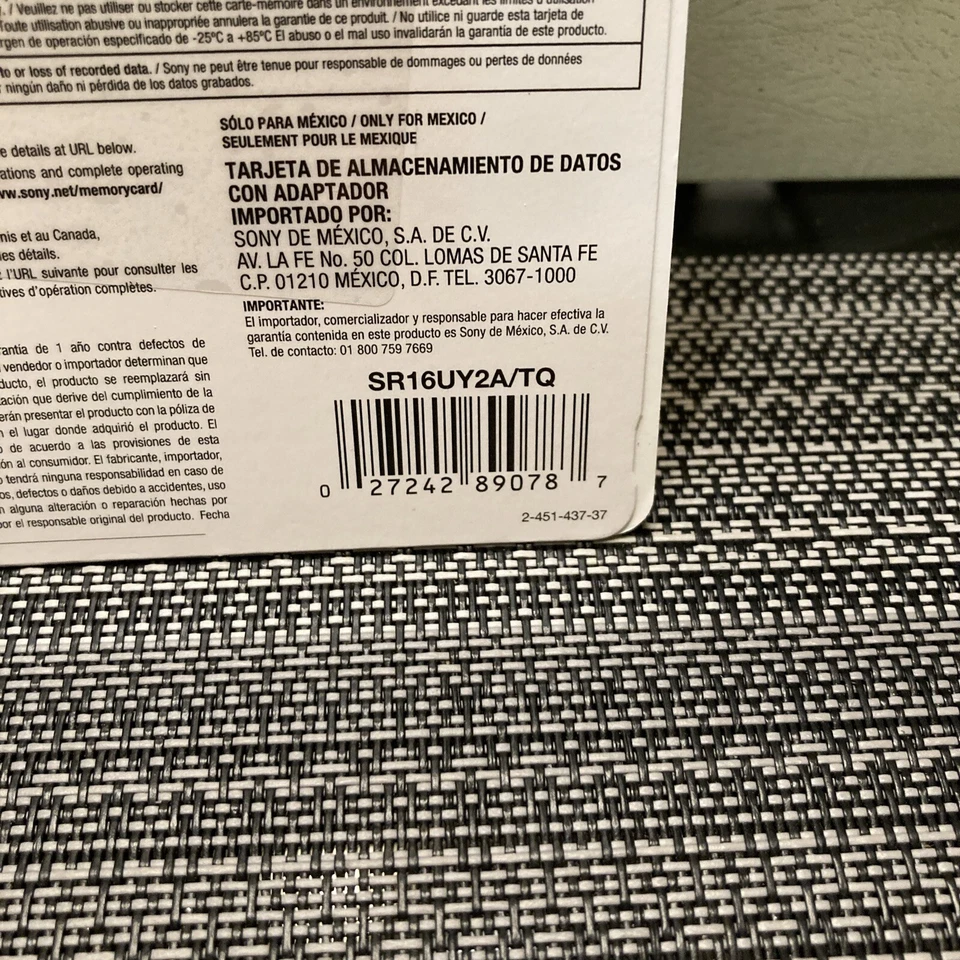 . / Veuillez ne pas utiliser ou stocker cette carte-mémoire dans un environnement excédant les limites d'utilisation
Toute utilisation abusive ou inappropriée annulera la garantie de ce produit. / No utilice ni guarde esta tarjeta de
rgen de operación especificado de -25ºC a +85ºC El abuso o el mal uso invalidarán la garantía de este producto.
to or loss of recorded data. / Sony ne peut être tenue pour responsable de dommages ou pertes de données
ningún daño ni pérdida de los datos grabados.
e details at URL below.
ations and complete operating
ww.sony.net/memorycard/
nis et au Canada,
es détails.
l'URL suivante pour consulter les
tives d'opération complètes.
rantía de 1 año contra defectos de
vendedor o importador determinan que
ducto, el producto se reemplazará sin
ación que derive del cumplimiento de la
erán presentar el producto con la póliza de
n el lugar donde adquirió el producto. El
o de acuerdo a las provisiones de esta
ón al consumidor. El fabricante, importador,
o tendrá ninguna responsabilidad en caso de
os, defectos o daños debido a accidentes, uso
n alguna alteración o reparación hechas por
por el responsable original del producto. Fecha
SÓLO PARA MÉXICO / ONLY FOR MEXICO /
SEULEMENT POUR LE MEXIQUE
TARJETA DE ALMACENAMIENTO DE DATOS
CON ADAPTADOR
IMPORTADO POR:
SONY DE MÉXICO, S.A. DE C.V.
AV. LA FE No. 50 COL. LOMAS DE SANTA FE
C.P. 01210 MÉXICO, D.F. TEL. 3067-1000
IMPORTANTE:
El importador, comercializador y responsable para hacer efectiva la
garantía contenida en este producto es Sony de México, S.A. de C.V.
Tel. de contacto: 01 800 759 7669
SR16UY2A/TQ
0 27242 89078 7
2-451-437-37